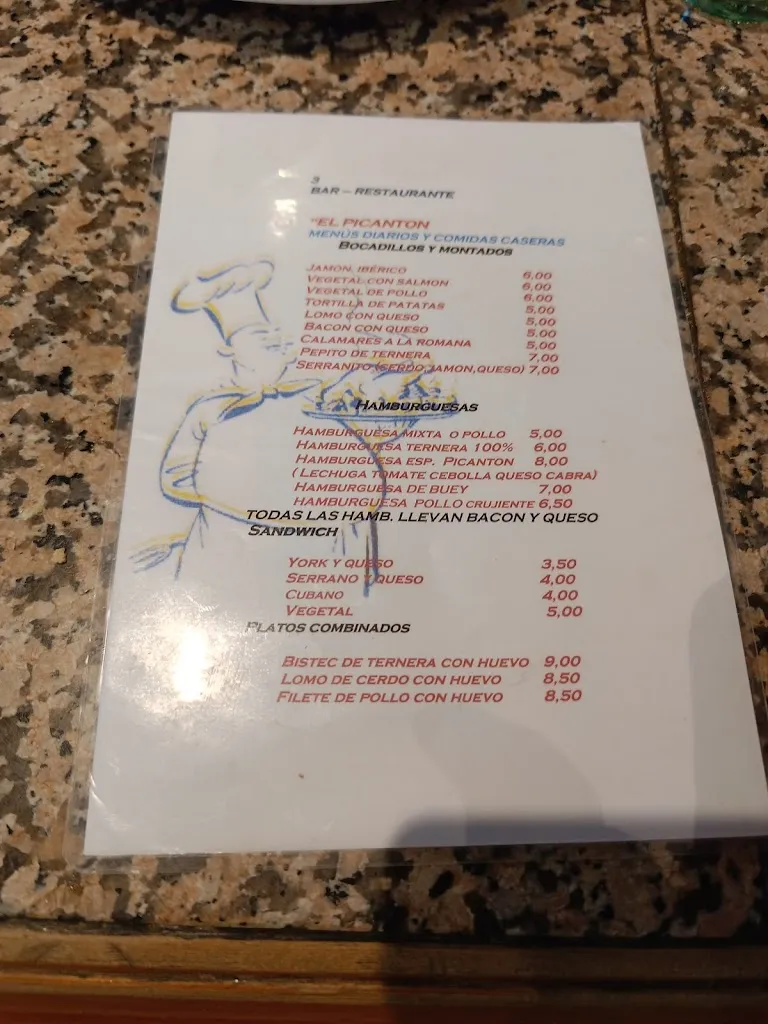 3
BAR – RESTAURANTE
"EL PICANTON
MENÚS DIARIOS Y COMIDAS CASERAS
BOCADILLOS Y MONTADOS
JAMON. IBÉRICO 6,00
VEGETAL CON SALMON 6,00
VEGETAL DE POLLO 6,00
TORTILLA DE PATATAS 5,00
LOMO CON QUESO 5,00
BACON CON QUESO 5,00
CALAMARES A LA ROMANA 5,00
PEPITO DE TERNERA 7,00
SERRANITO (CERDO,JAMON,QUESO) 7,00
HAMBURGUESAS
HAMBURGUESA MIXTA O POLLO 5,00
HAMBURGUESA TERNERA 100% 6,00
HAMBURGUESA ESP. PICANTON 8,00
( LECHUGA TOMATE CEBOLLA QUESO CABRA)
HAMBURGUESA DE BUEY 7,00
HAMBURGUESA POLLO CRUJIENTE 6,50
TODAS LAS HAMB. LLEVAN BACON Y QUESO
SANDWICH
YORK Y QUESO 3,50
SERRANO Y QUESO 4,00
CUBANO 4,00
VEGETAL 5,00
PLATOS COMBINADOS
BISTEC DE TERNERA CON HUEVO 9,00
LOMO DE CERDO CON HUEVO 8,50
FILETE DE POLLO CON HUEVO 8,50